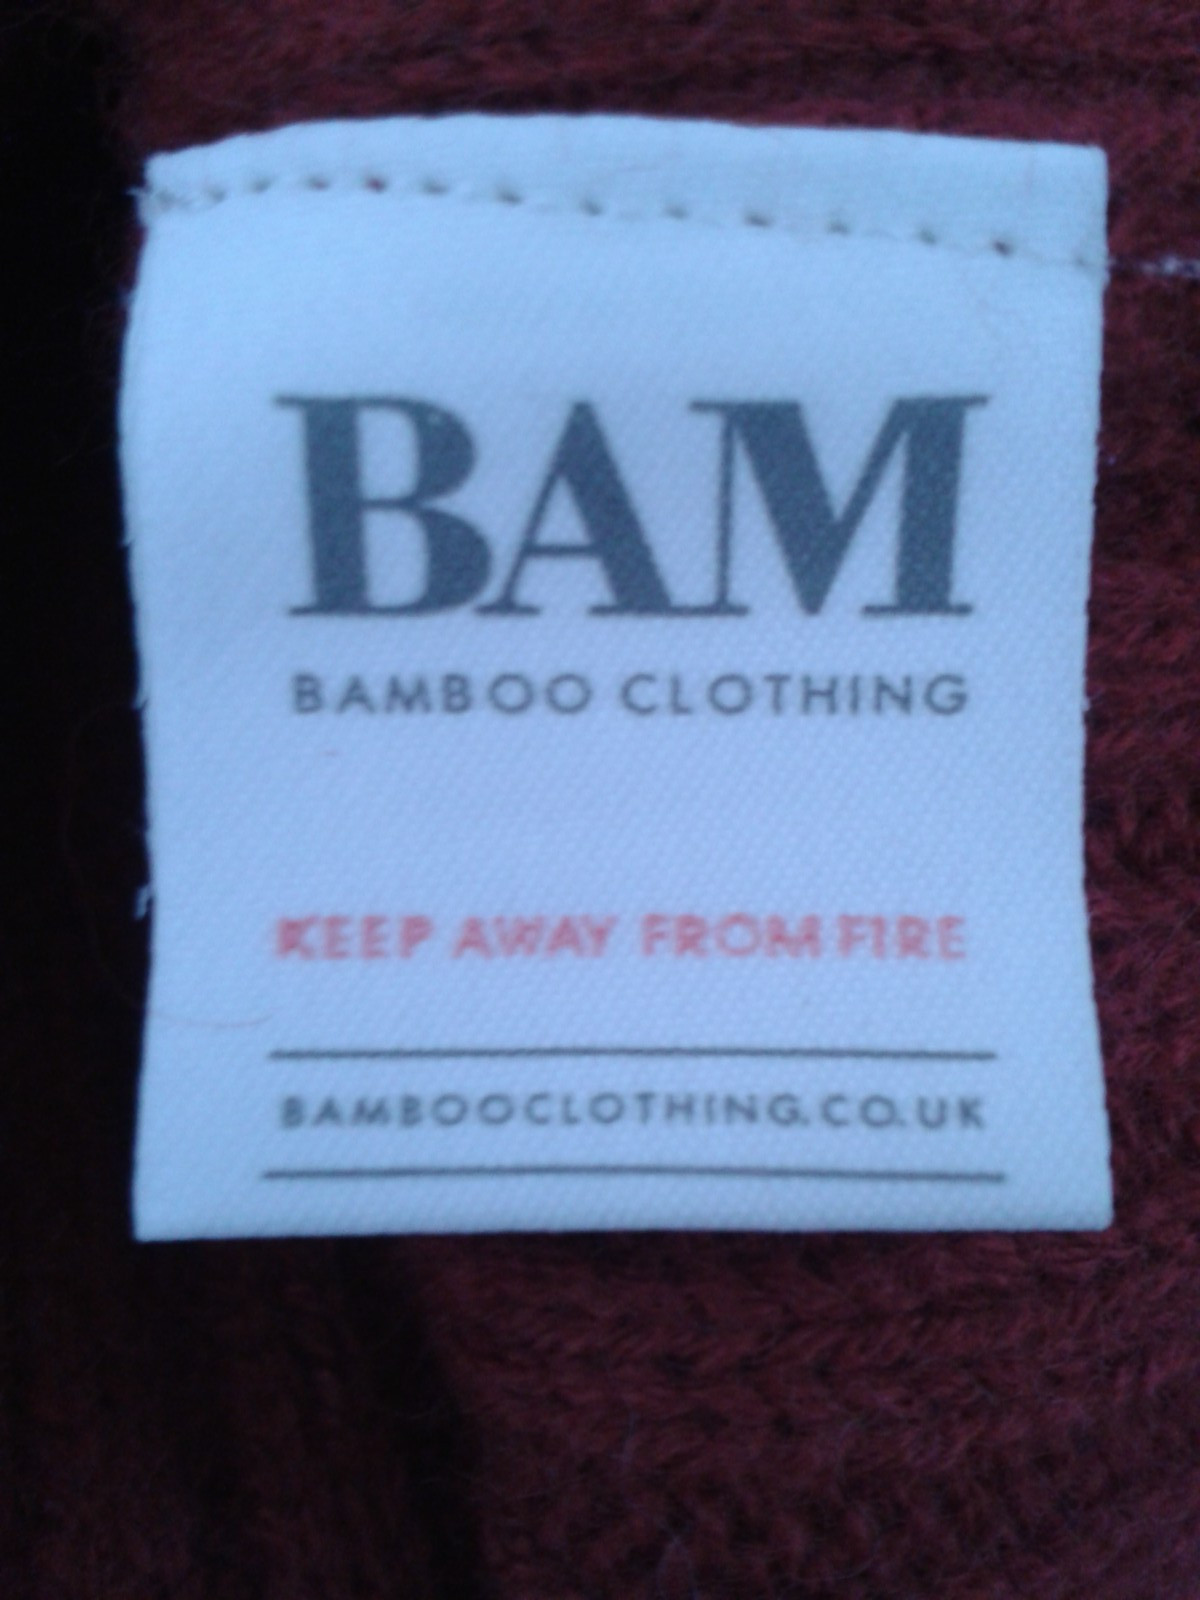 BAM
BAMBOO CLOTHING
KEEP AWAY FROM FIRE
BAMBOOCLOTHING.CO.UK